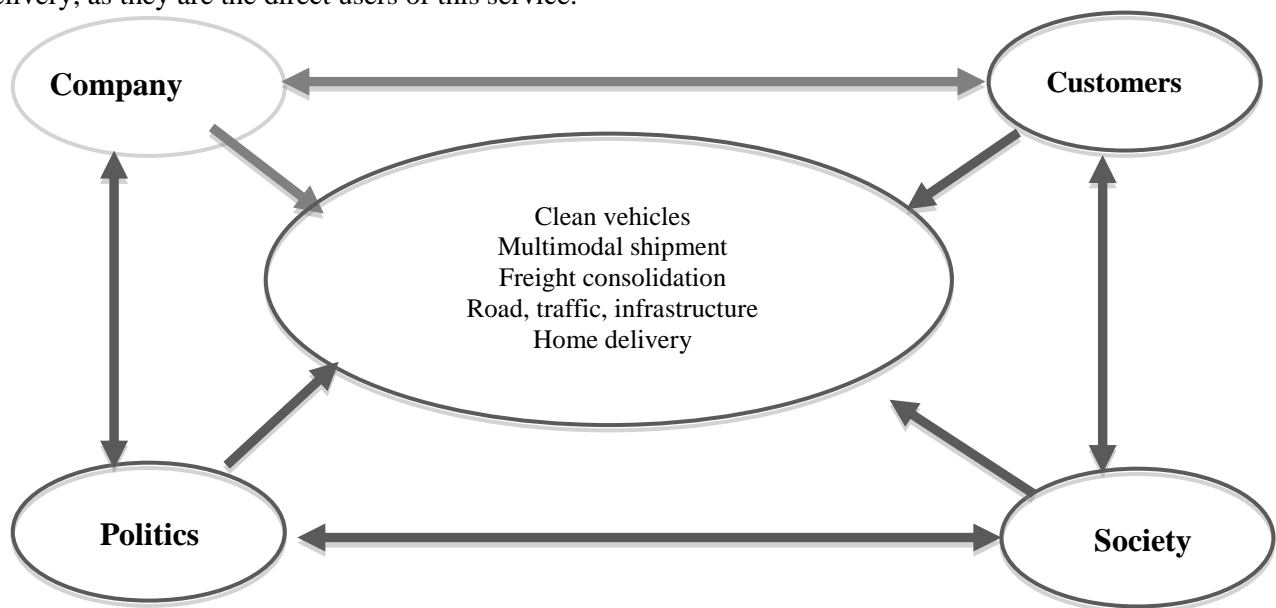 delivery, as they are the direct users of this service.
Company
Customers
Clean vehicles
Multimodal shipment
Freight consolidation
Road, traffic, infrastructure
Home delivery
Politics
Society